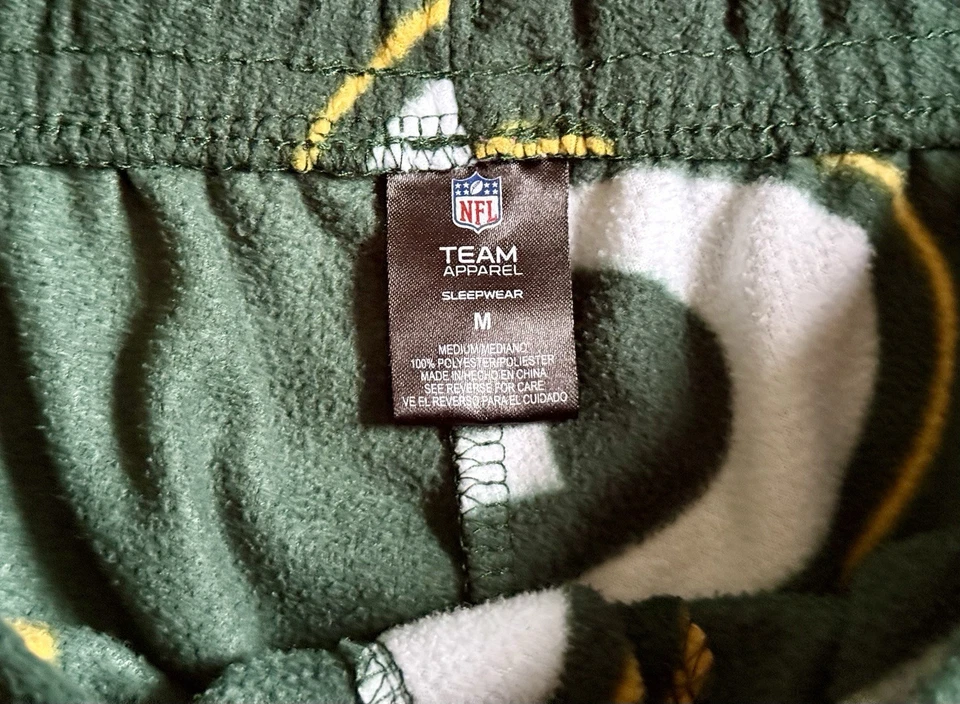 NFL
TEAM
APPAREL
SLEEPWEAR
M
MEDIUM/MEDIANO
100% POLYESTER/POLIESTER
MADE IN/HECHO EN CHINA
SEE REVERSE FOR CARE
VE EL REVERSO PARA EL CUIDADO